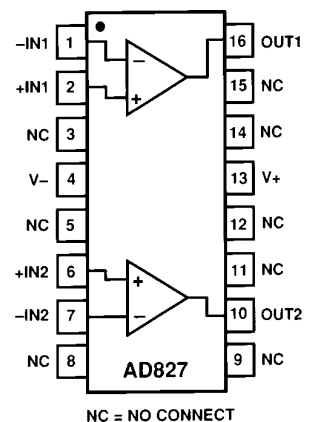 −IN1 1 − 16 OUT1
+IN1 2 + 15 NC
NC 3 14 NC
V− 4 13 V+
NC 5 12 NC
+IN2 6 + 11 NC
−IN2 7 − 10 OUT2
NC 8 AD827 9 NC
NC = NO CONNECT